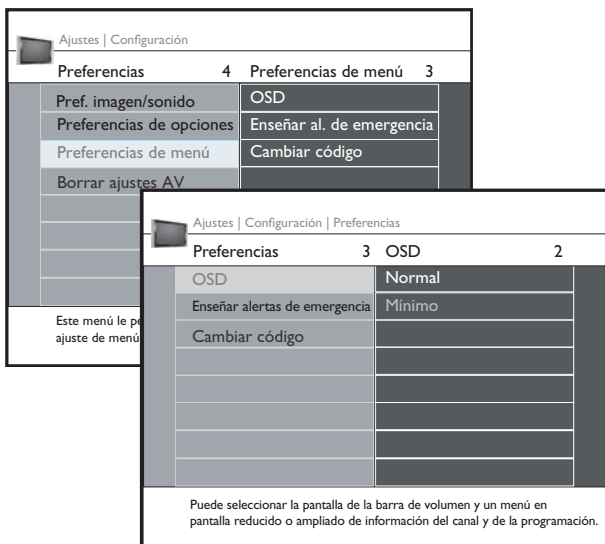 Ajustes | Configuración
Preferencias 4 Preferencias de menú 3
Pref. imagen/sonido OSD
Preferencias de opciones Enseñar al. de emergencia
Preferencias de menú Cambiar código
Borrar ajustes AV
Este menú le
ajuste de menú
Ajustes | Configuración | Preferencias
Preferencias 3 OSD 2
OSD Normal
Enseñar alertas de emergencia Mínimo
Cambiar código
Puede seleccionar la pantalla de la barra de volumen y un menú en
pantalla reducido o ampliado de información del canal y de la programación.